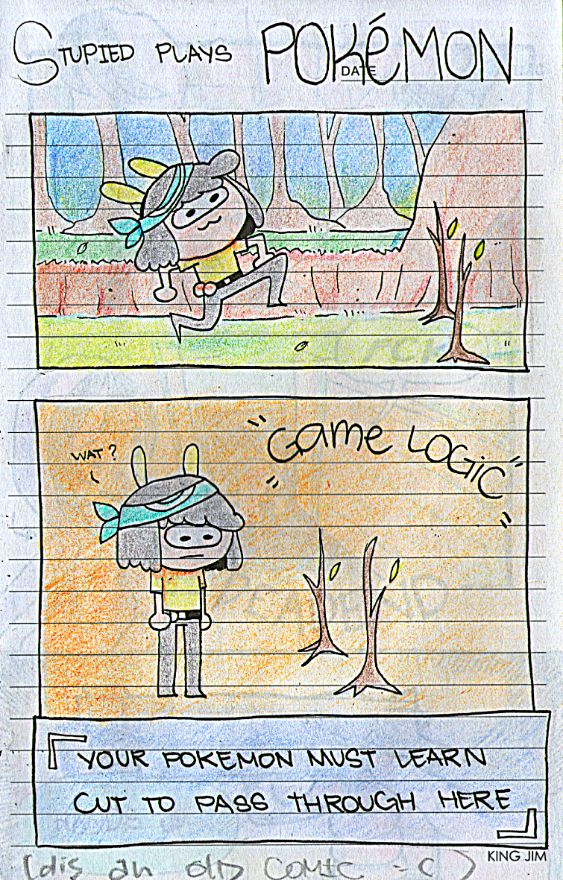 STUPIED PLAYS POKéMON
DATE
WAT?
"GAME LOGIC"
YOUR POKEMON MUST LEARN
CUT TO PASS THROUGH HERE
KING JIM
(dis an old comic -c)